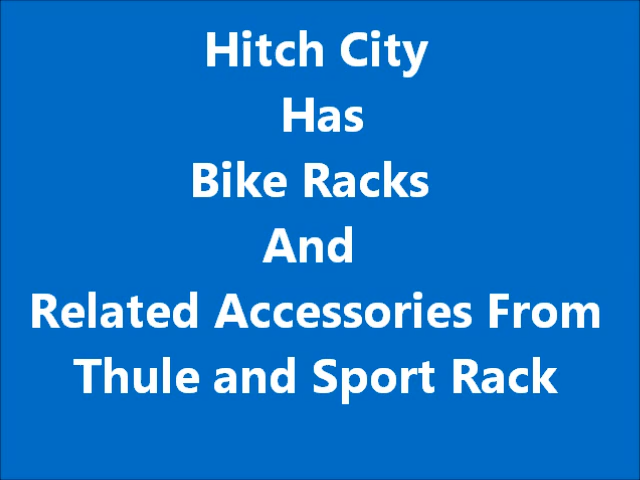 Hitch City
Has
Bike Racks
And
Related Accessories From
Thule and Sport Rack